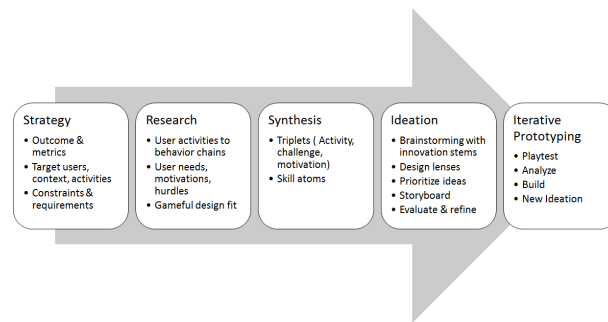 Strategy
• Outcome &
metrics
• Target users,
context, activities
• Constraints &
requirements
Research
• User activities to
behavior chains
• User needs,
motivations,
hurdles
• Gameful design fit
Synthesis
• Triplets ( Activity,
challenge,
motivation)
• Skill atoms
Ideation
• Brainstorming with
innovation stems
• Design lenses
• Prioritize ideas
• Storyboard
• Evaluate & refine
Iterative
Prototyping
• Playtest
• Analyze
• Build
• New Ideation